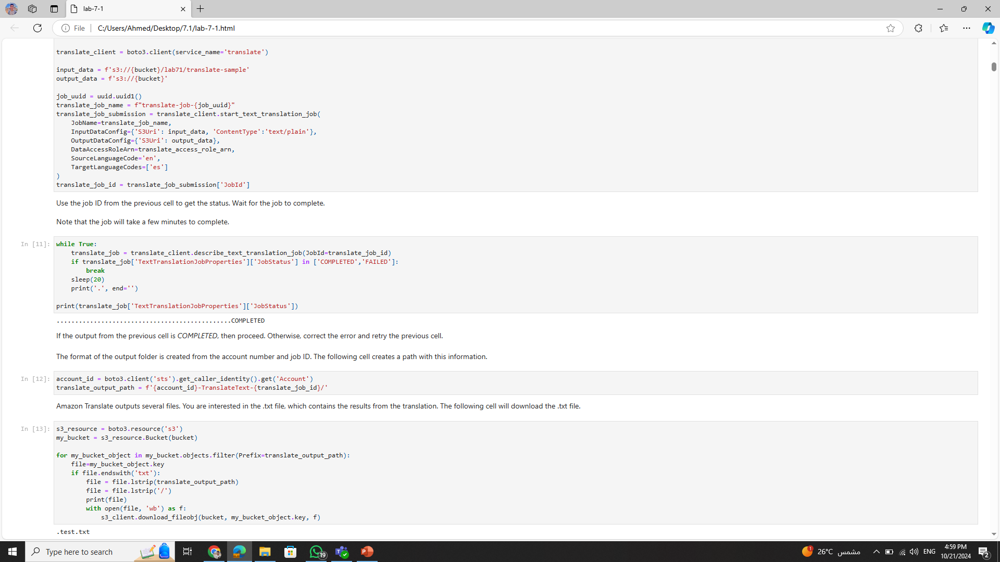 lab-7-1
File
C:/Users/Ahmed/Desktop/7.1/lab-7-1.html
translate_client = boto3.client(service_name='translate')
input_data = f's3://{bucket}/lab71/translate-sample'
output_data = f's3://{bucket}'
job_uuid = uuid.uuid1()
translate_job_name = f"translate-job-{job_uuid}"
translate_job_submission = translate_client.start_text_translation_job(
    JobName=translate_job_name,
    InputDataConfig={'S3Uri': input_data, 'ContentType':'text/plain'},
    OutputDataConfig={'S3Uri': output_data},
    DataAccessRoleArn=translate_access_role_arn,
    SourceLanguageCode='en',
    TargetLanguageCodes=['es']
)
translate_job_id = translate_job_submission['JobId']
Use the job ID from the previous cell to get the status. Wait for the job to complete.
Note that the job will take a few minutes to complete.
In [11]:
while True:
    translate_job = translate_client.describe_text_translation_job(JobId=translate_job_id)
    if translate_job['TextTranslationJobProperties']['JobStatus'] in ['COMPLETED','FAILED']:
        break
    sleep(20)
    print('.', end='')
print(translate_job['TextTranslationJobProperties']['JobStatus'])
...............................................COMPLETED
If the output from the previous cell is COMPLETED, then proceed. Otherwise, correct the error and retry the previous cell.
The format of the output folder is created from the account number and job ID. The following cell creates a path with this information.
In [12]:
account_id = boto3.client('sts').get_caller_identity().get('Account')
translate_output_path = f'{account_id}-TranslateText-{translate_job_id}/'
Amazon Translate outputs several files. You are interested in the .txt file, which contains the results from the translation. The following cell will download the .txt file.
In [13]:
s3_resource = boto3.resource('s3')
my_bucket = s3_resource.Bucket(bucket)
for my_bucket_object in my_bucket.objects.filter(Prefix=translate_output_path):
    file=my_bucket_object.key
    if file.endswith('txt'):
        file = file.lstrip(translate_output_path)
        file = file.lstrip('/')
        print(file)
        with open(file, 'wb') as f:
            s3_client.download_fileobj(bucket, my_bucket_object.key, f)
.test.txt
Type here to search
19
1
26°C مشمس
ENG
4:59 PM
10/21/2024
2